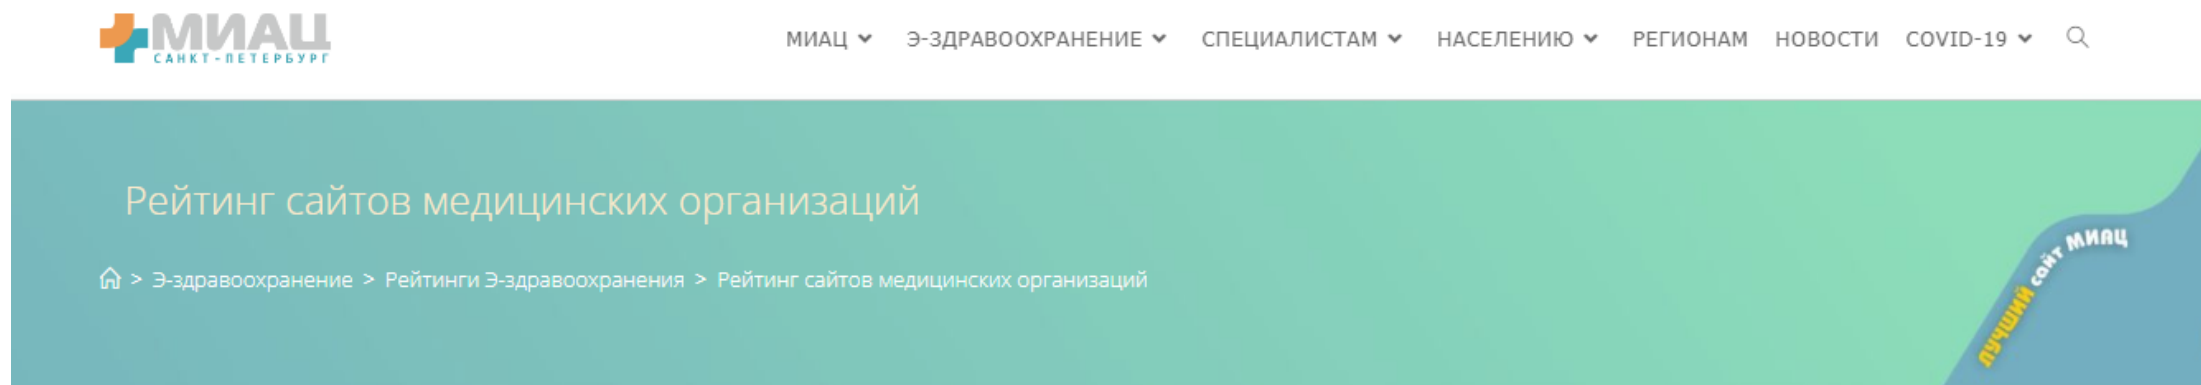 МИАЦ
САНКТ-ПЕТЕРБУРГ
МИАЦ Э-ЗДРАВООХРАНЕНИЕ СПЕЦИАЛИСТАМ НАСЕЛЕНИЮ РЕГИОНАМ НОВОСТИ COVID-19
Рейтинг сайтов медицинских организаций
> Э-здравоохранение > Рейтинги Э-здравоохранения > Рейтинг сайтов медицинских организаций
лучший сайт МИАЦ